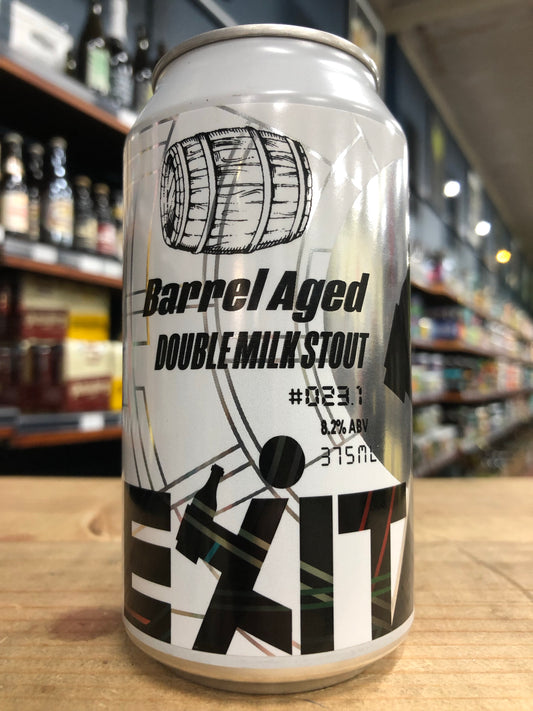 Barrel Aged
DOUBLE MILK STOUT
#023.1
8.2% ABV
375ML
EXIT